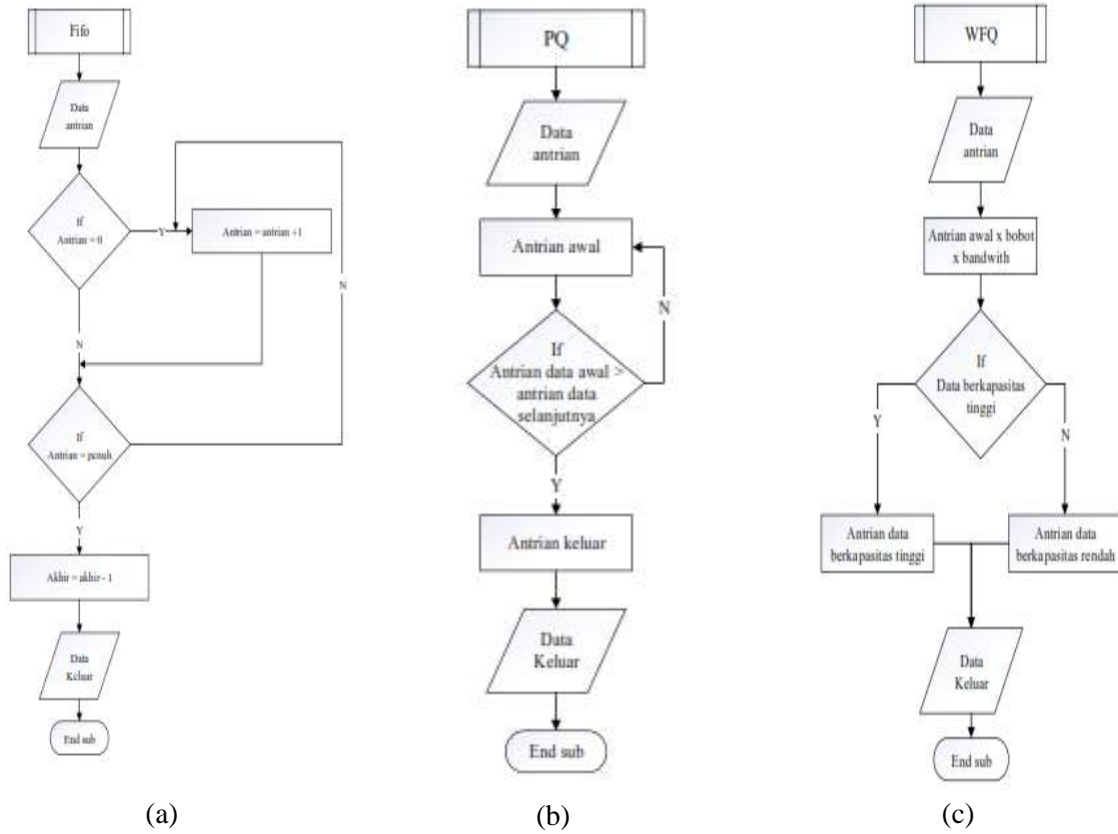 Fifo
Data
antrian
If
Antrian = 0
Y
Antrian = antrian +1
N
N
If
Antrian = penuh
Y
Akhir = akhir - 1
Data
Keluar
End sub
(a)
PQ
Data
antrian
Antrian awal
N
If
Antrian data awal >
antrian data
selanjutnya
Y
Antrian keluar
Data
Keluar
End sub
(b)
WFQ
Data
antrian
Antrian awal x bobot
x bandwith
If
Data berkapasitas
tinggi
Y
N
Antrian data
berkapasitas tinggi
Antrian data
berkapasitas rendah
Data
Keluar
End sub
(c)